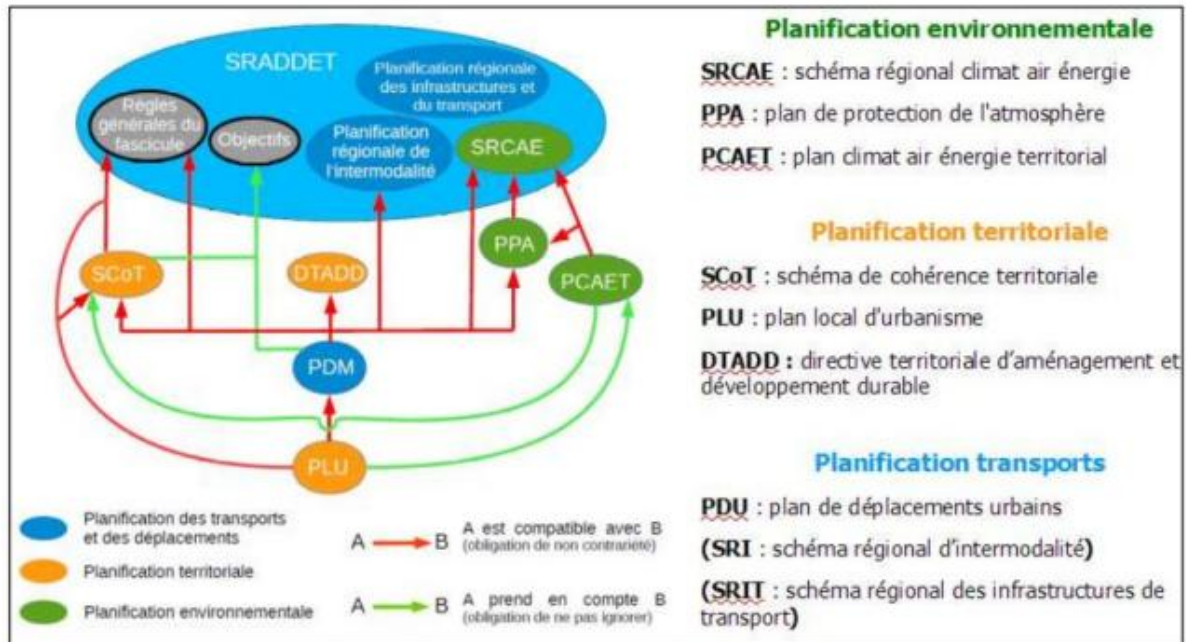 SRADDET
Planification régionale
des infrastructures et
du transport
Règles
générales du
fascicule
Objectifs
Planification
régionale de
l'intermodalité
SRCAE
PPA
SCoT
DTADD
PCAET
PDM
PLU
Planification des transports
et des déplacements
Planification territoriale
Planification environnementale
A B A est compatible avec B
(obligation de non contrariété)
A B A prend en compte B
(obligation de ne pas ignorer)
Planification environnementale
SRCAE : schéma régional climat air énergie
PPA : plan de protection de l'atmosphère
PCAET : plan climat air énergie territorial
Planification territoriale
SCoT : schéma de cohérence territoriale
PLU : plan local d'urbanisme
DTADD : directive territoriale d'aménagement et
développement durable
Planification transports
PDU : plan de déplacements urbains
(SRI : schéma régional d'intermodalité)
(SRIT : schéma régional des infrastructures de
transport)